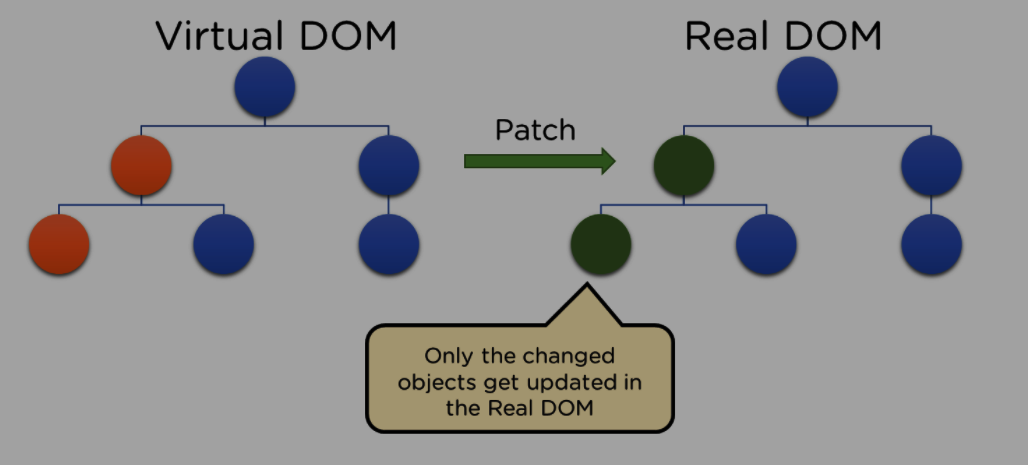 Virtual DOM
Real DOM
Patch
Only the changed
objects get updated in
the Real DOM